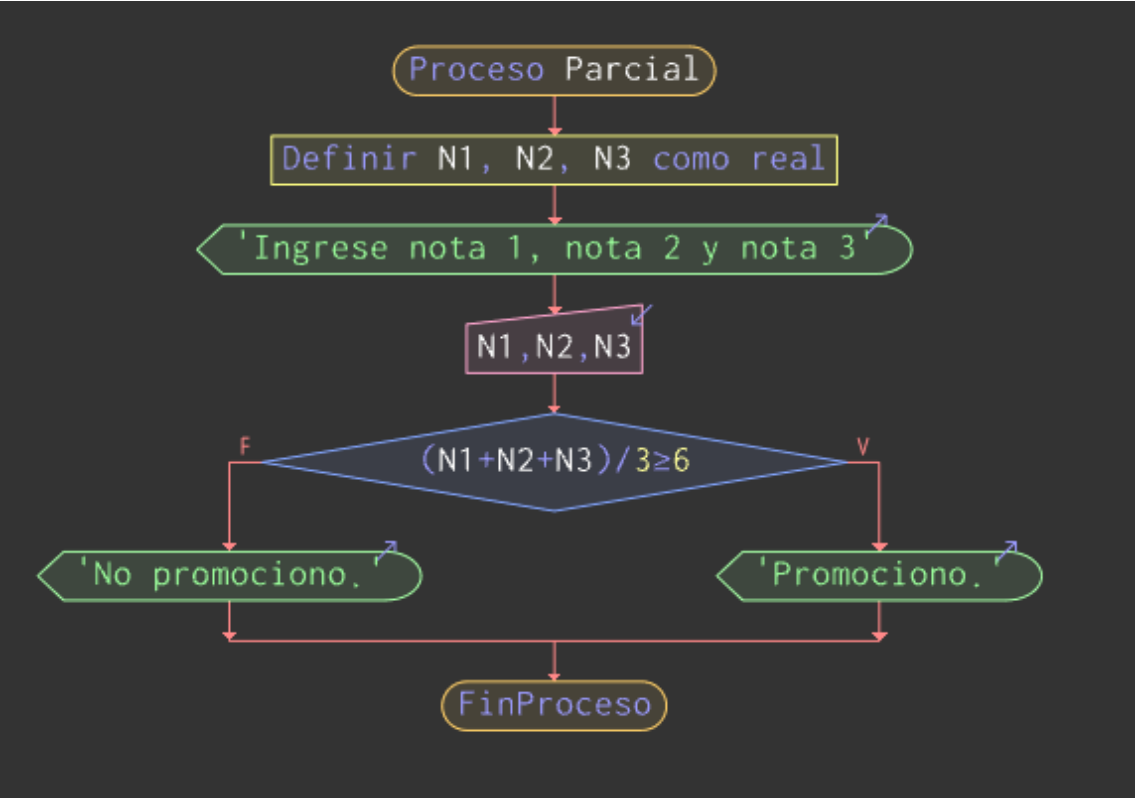 Proceso Parcial
Definir N1, N2, N3 como real
'Ingrese nota 1, nota 2 y nota 3'
N1,N2,N3
F
(N1+N2+N3)/3≥6
V
'No promociono.'
'Promociono.'
FinProceso